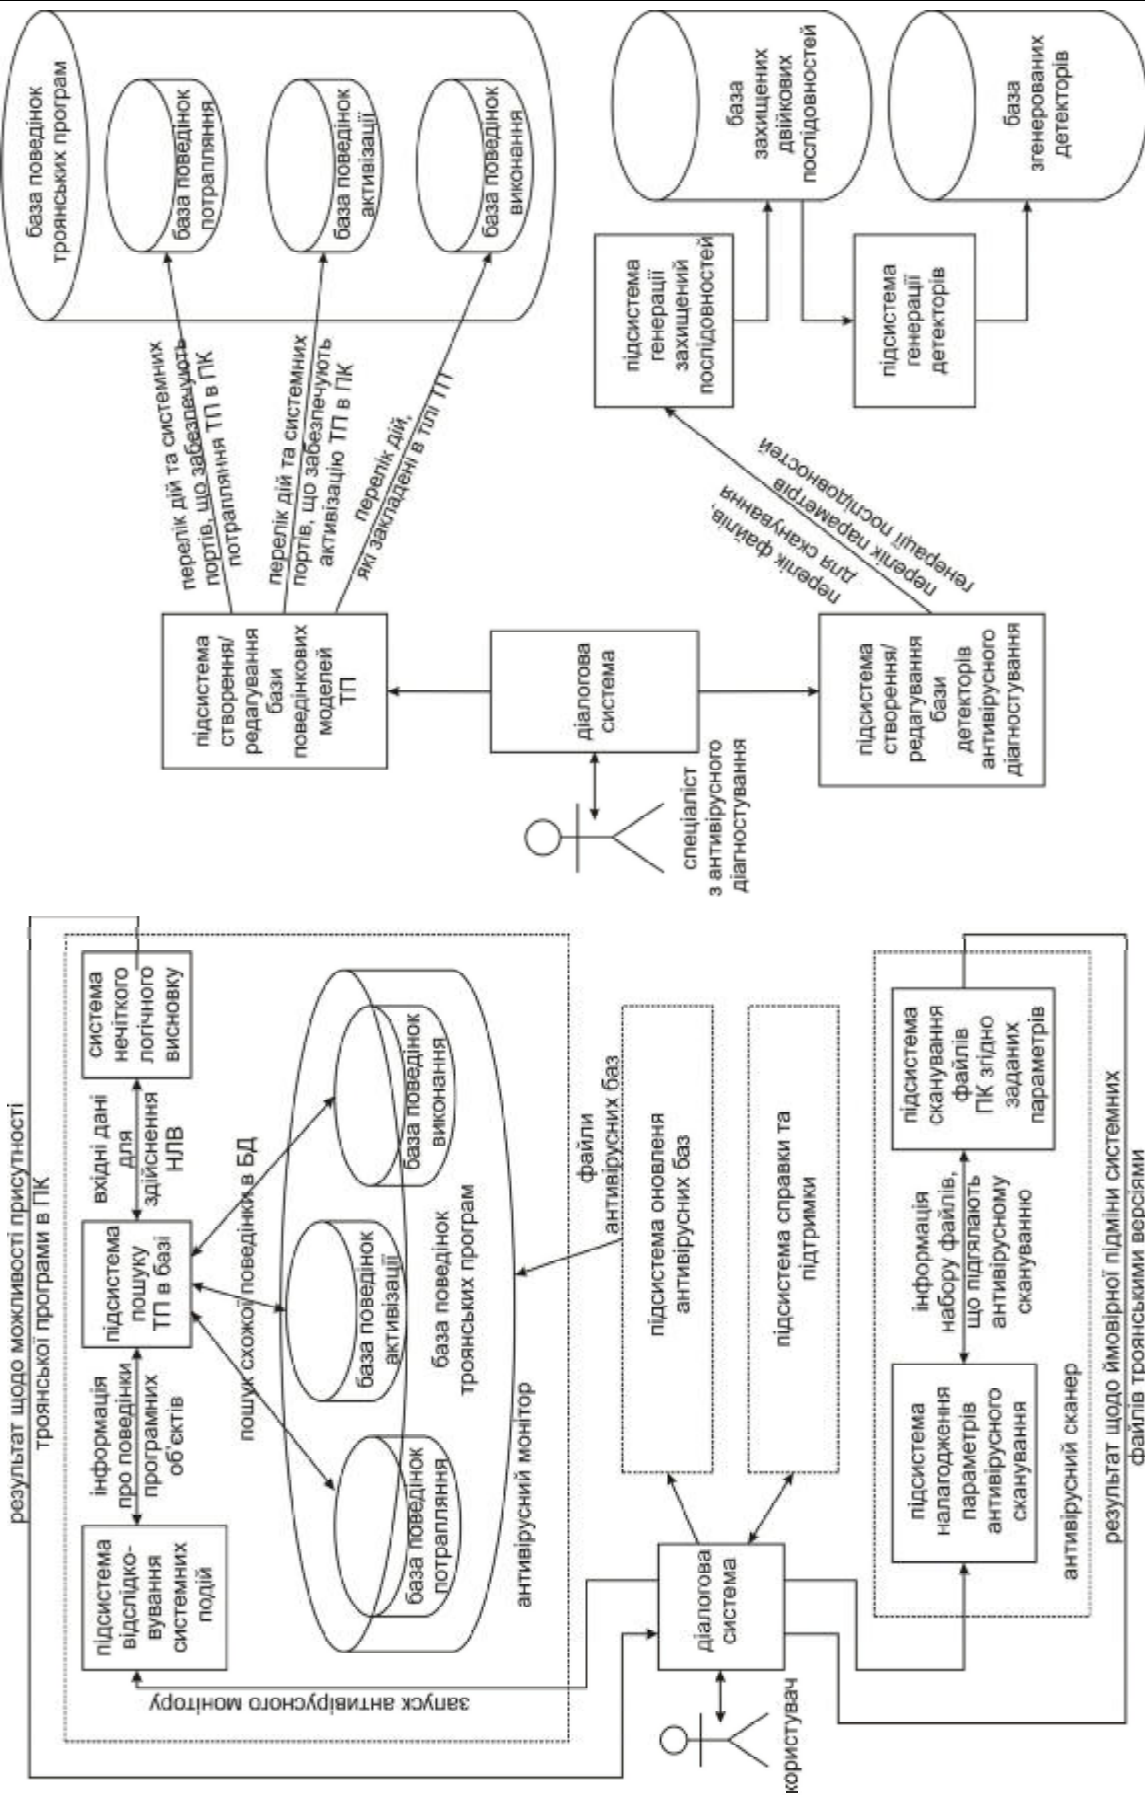 результат щодо можливості присутності
троянської програми в ПК
підсистема
відслідко-
вування
системних
подій
інформація
про поведінки
програмних
об'єктів
підсистема
пошуку
ТП в базі
вхідні дані
для
здійснення
НЛВ
система
нечіткого
логічного
висновку
пошук схожої поведінки в БД
база поведінок
потрапляння
база поведінок
активізації
база поведінок
виконання
база поведінок
троянських програм
антивірусний монітор
запуск антивірусного монітору
файли
антивірусних баз
підсистема оновленя
антивірусних баз
підсистема справки та
підтримки
діалогова
система
користувач
підсистема
налагодження
параметрів
антивірусного
сканування
інформація
набору файлів,
що підгялають
антивірусному
скануванню
підсистема
сканування
файлів
ПК згідно
заданих
параметрів
антивірусний сканер
результат щодо ймовірної підміни системних
файлів троянськими версіями
база поведінок
троянських програм
база поведінок
потрапляння
база поведінок
активізації
база поведінок
виконання
перелік дій та системних
портів, що забезпечують
потрапляння ТП в ПК
перелік дій та системних
портів, що забезпечують
активізацію ТП в ПК
перелік дій,
які закладені в тілі ТП
підсистема
створення/
редагування
бази
поведінкових
моделей
ТП
діалогова
система
спеціаліст
з антивірусного
діагностування
підсистема
створення/
редагування
бази
детекторів
антивірусного
діагностування
перелік файлів,
для сканування
перелік параметрів
генерації послідовностей
підсистема
генерації
захищений
послідовностей
база
захищених
двійкових
послідовностей
підсистема
генерації
детекторів
база
згенерованих
детекторів